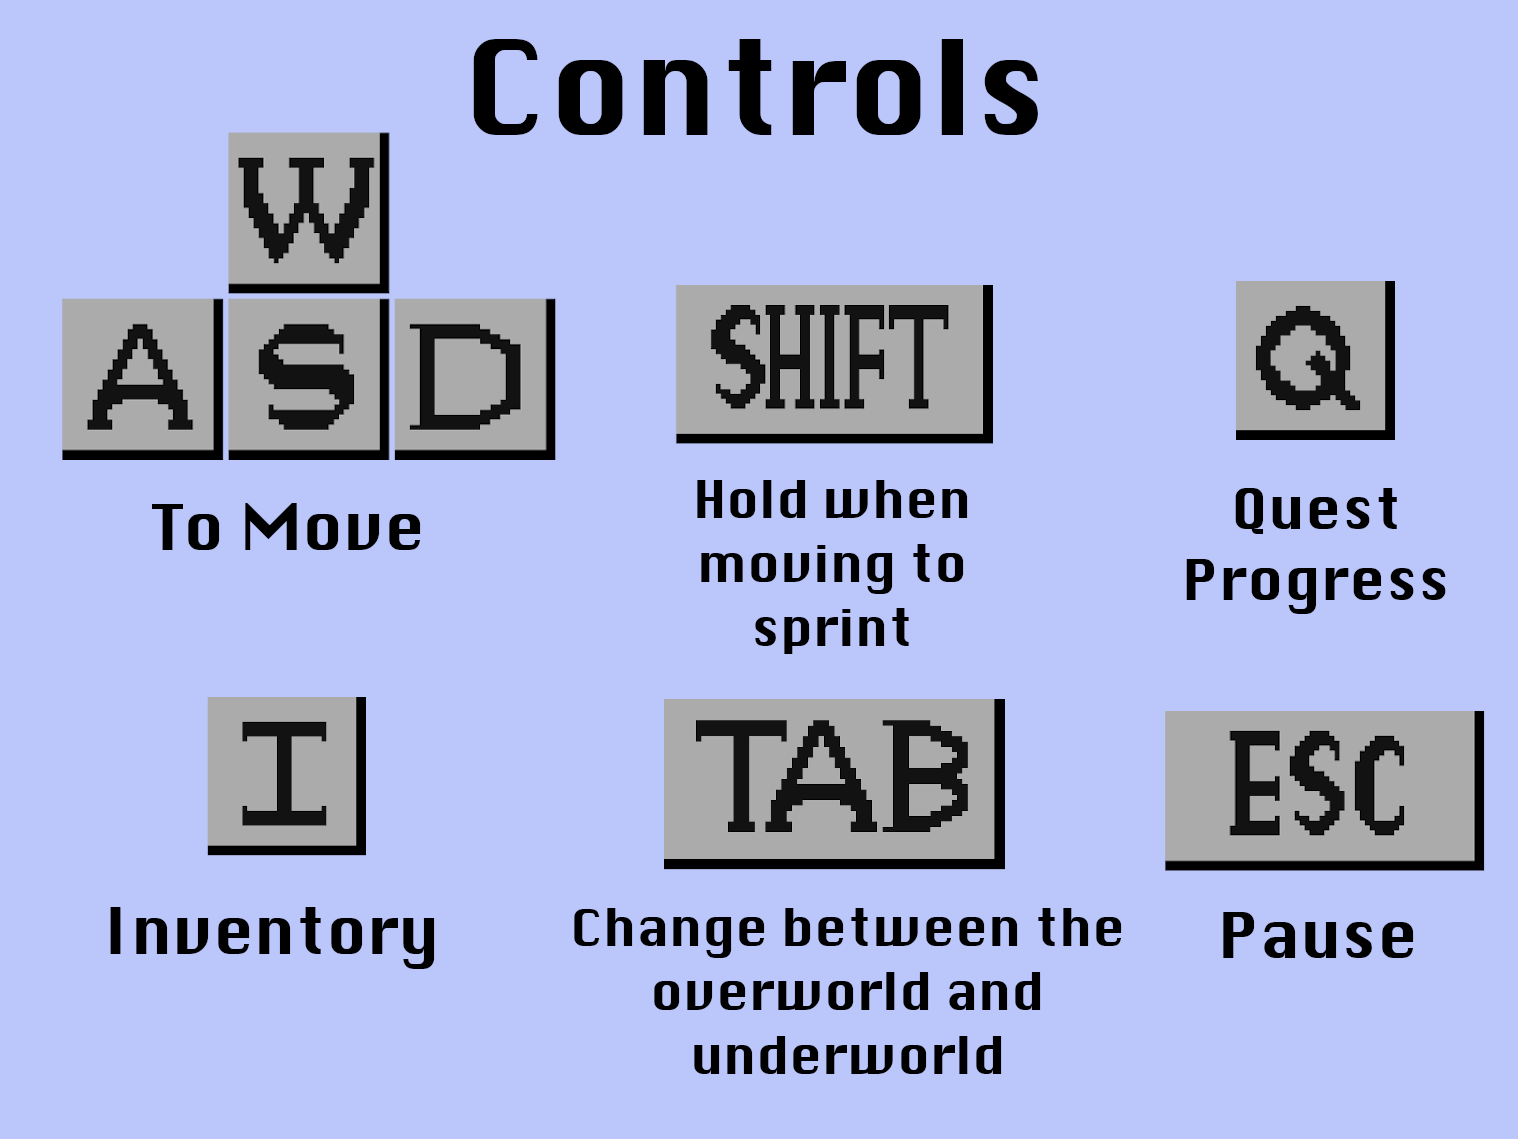 Controls
W
A S D
To Move
SHIFT
Hold when
moving to
sprint
Q
Quest
Progress
I
Inventory
TAB
Change between the
overworld and
underworld
ESC
Pause